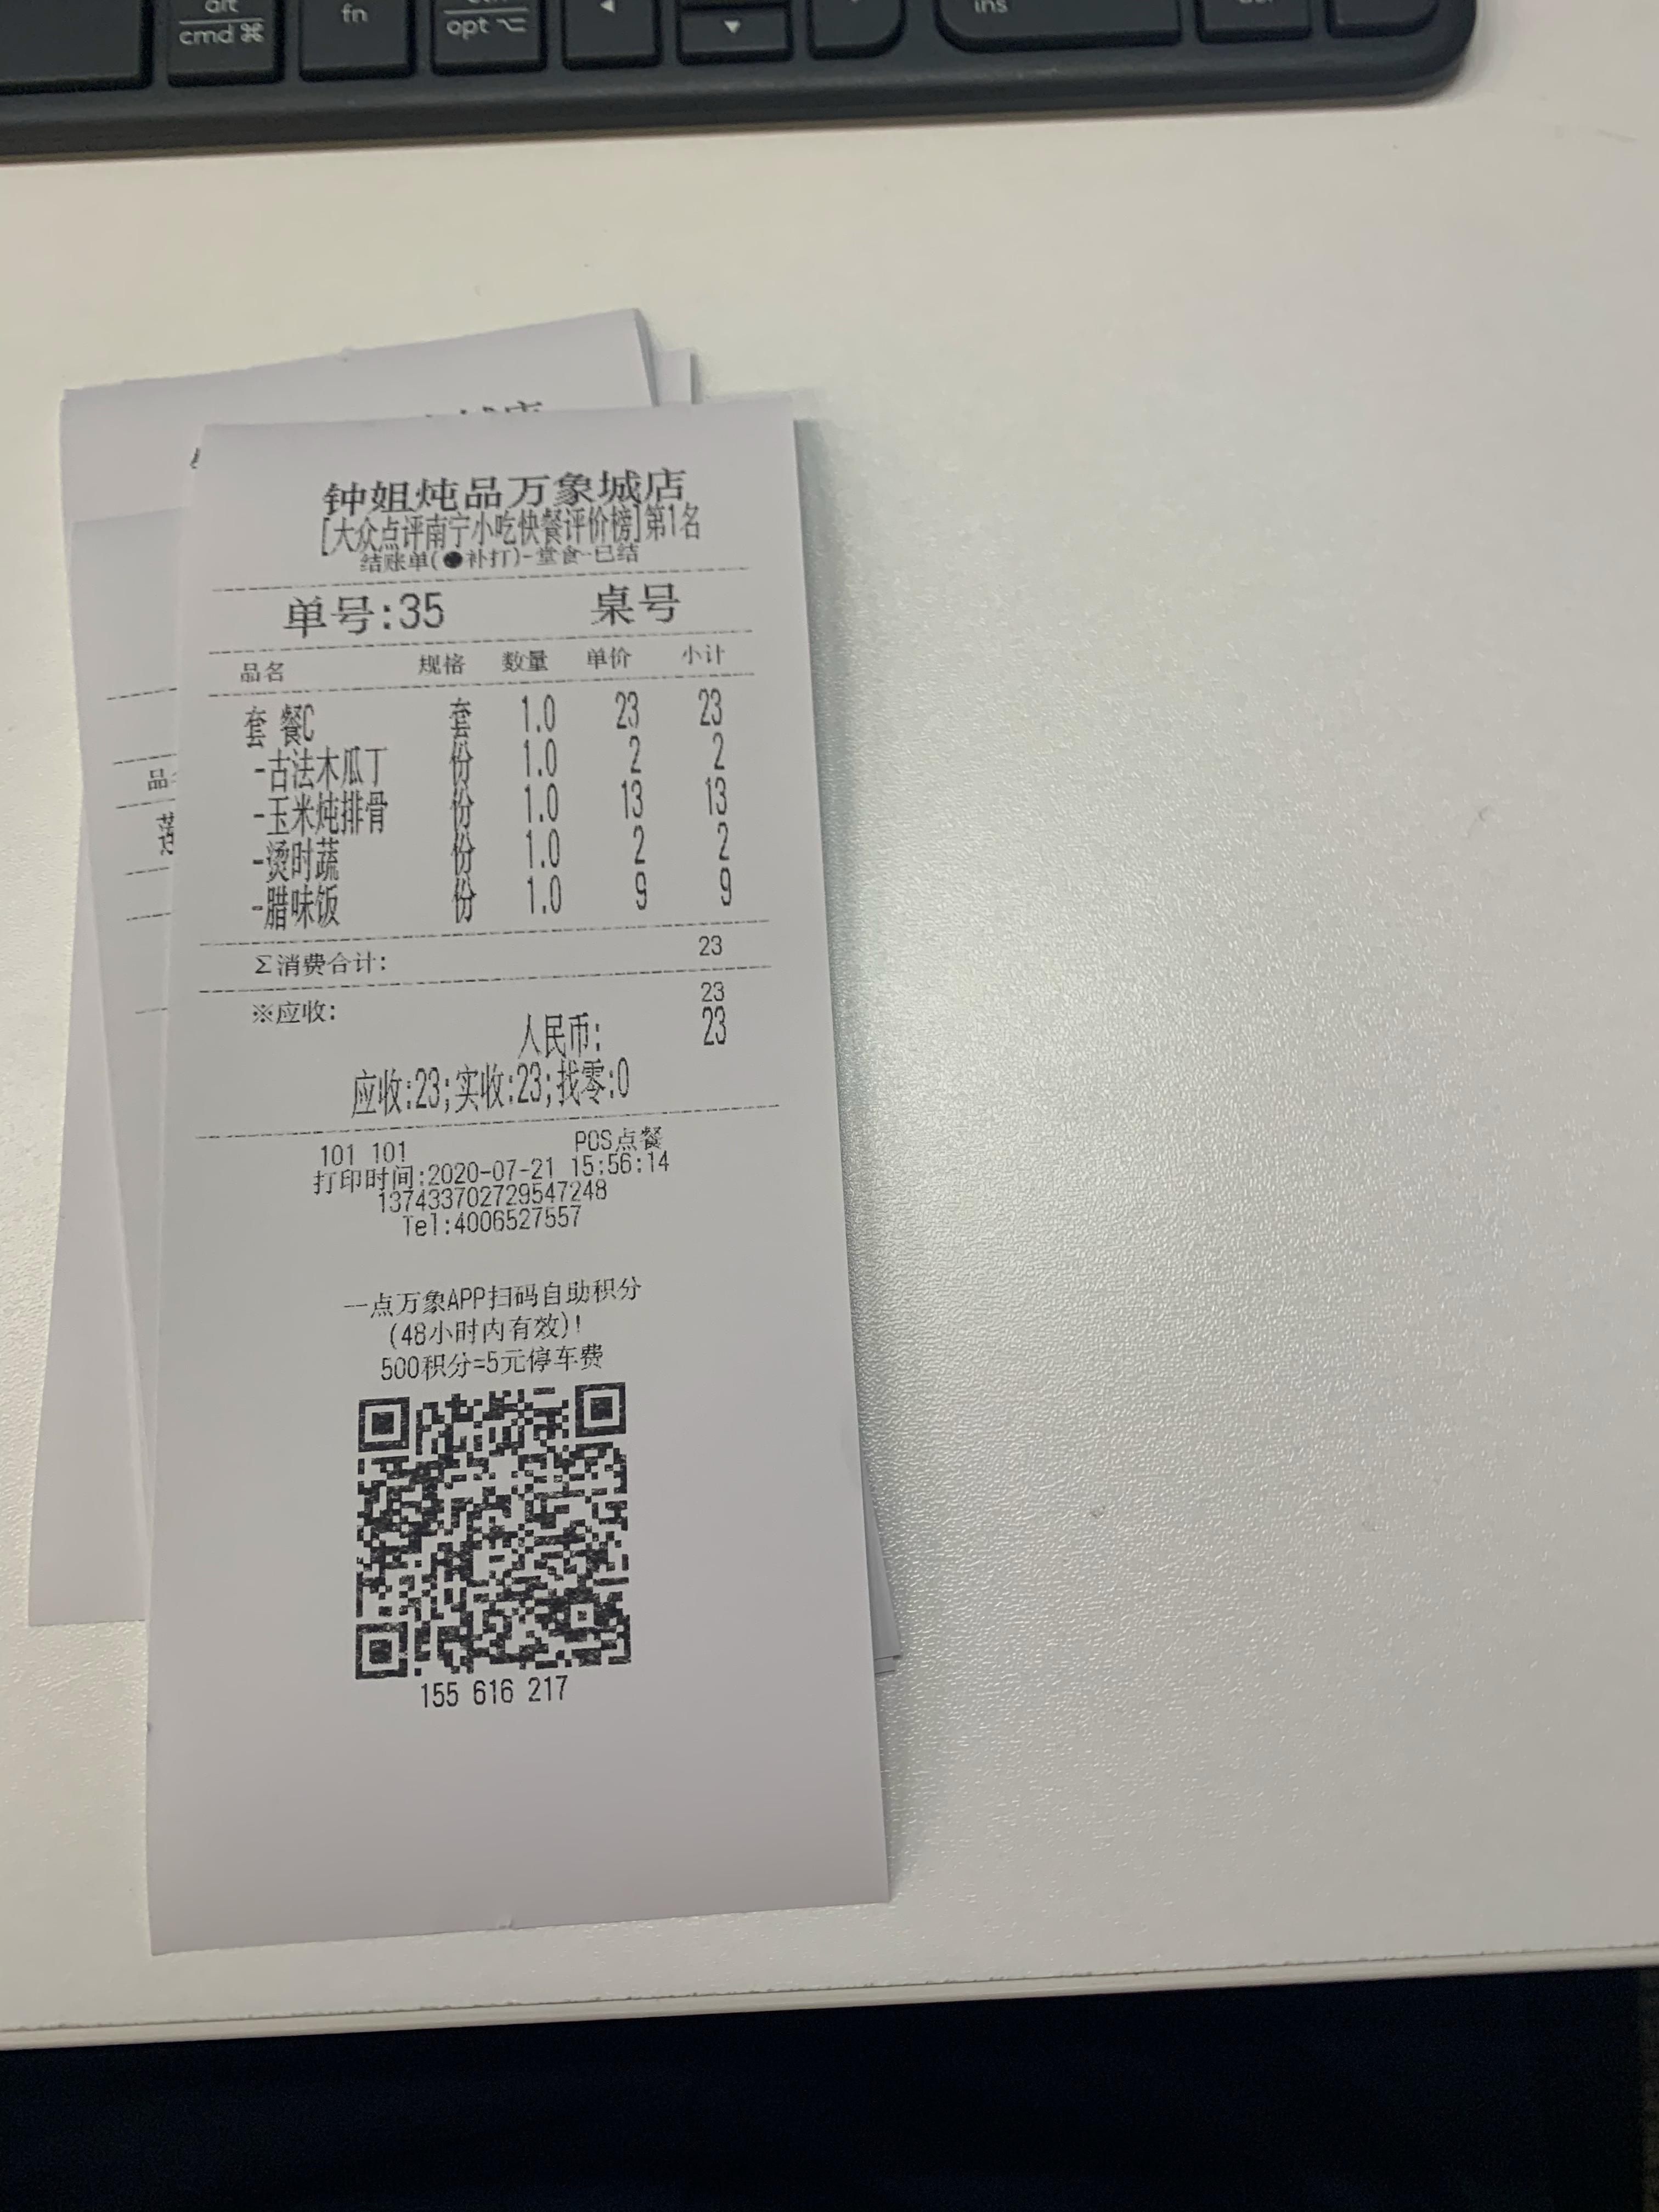 alt
cmd ⌘
fn
opt ⌥
ins
钟姐炖品万象城店
[大众点评南宁小吃快餐评价榜]第1名
结账单(●补打)-堂食-已结
单号:35 桌号
品名 规格 数量 单价 小计
套餐C 套 1.0 23 23
-古法木瓜丁 份 1.0 2 2
-玉米炖排骨 份 1.0 13 13
-烫时蔬 份 1.0 2 2
-腊味饭 份 1.0 9 9
Σ消费合计: 23
※应收: 23
人民币: 23
应收:23;实收:23;找零:0
101 101 POS点餐
打印时间:2020-07-21 15:56:14
137433702729547248
Tel:4006527557
一点万象APP扫码自助积分
(48小时内有效)!
500积分=5元停车费
155 616 217